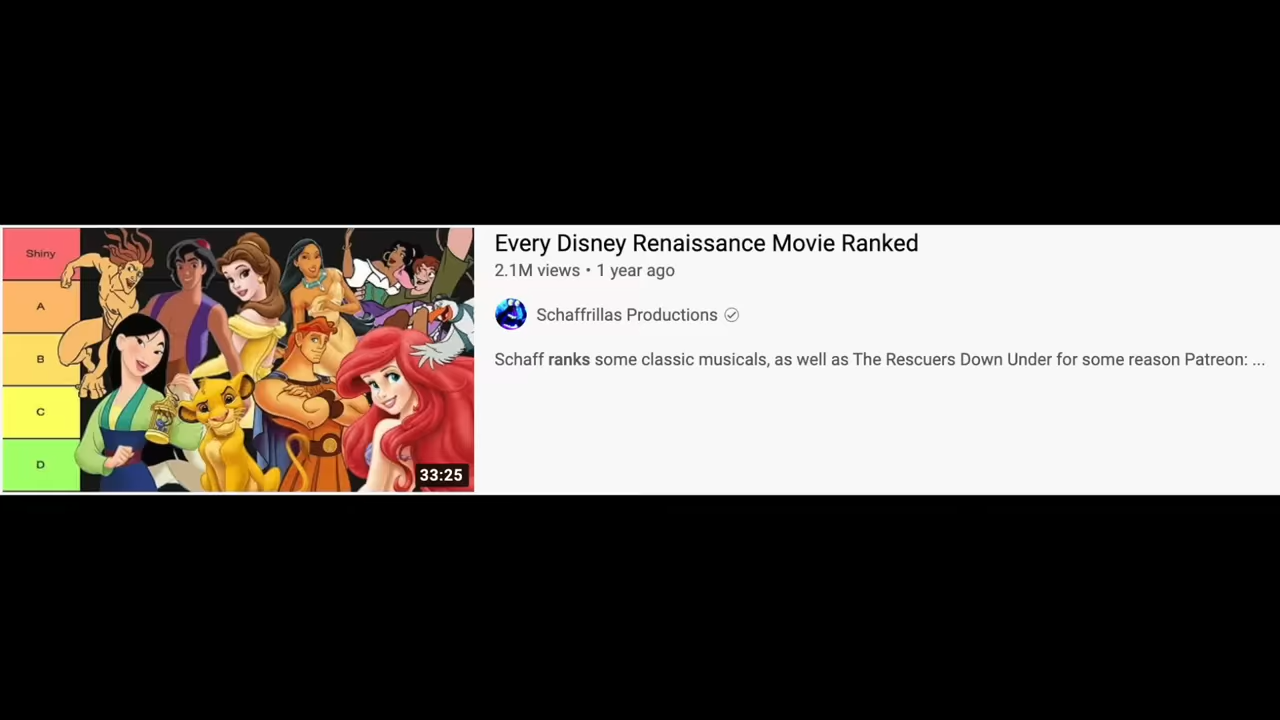 Shiny
A
B
C
D
33:25
Every Disney Renaissance Movie Ranked
2.1M views • 1 year ago
Schaffrillas Productions
Schaff ranks some classic musicals, as well as The Rescuers Down Under for some reason Patreon: ...